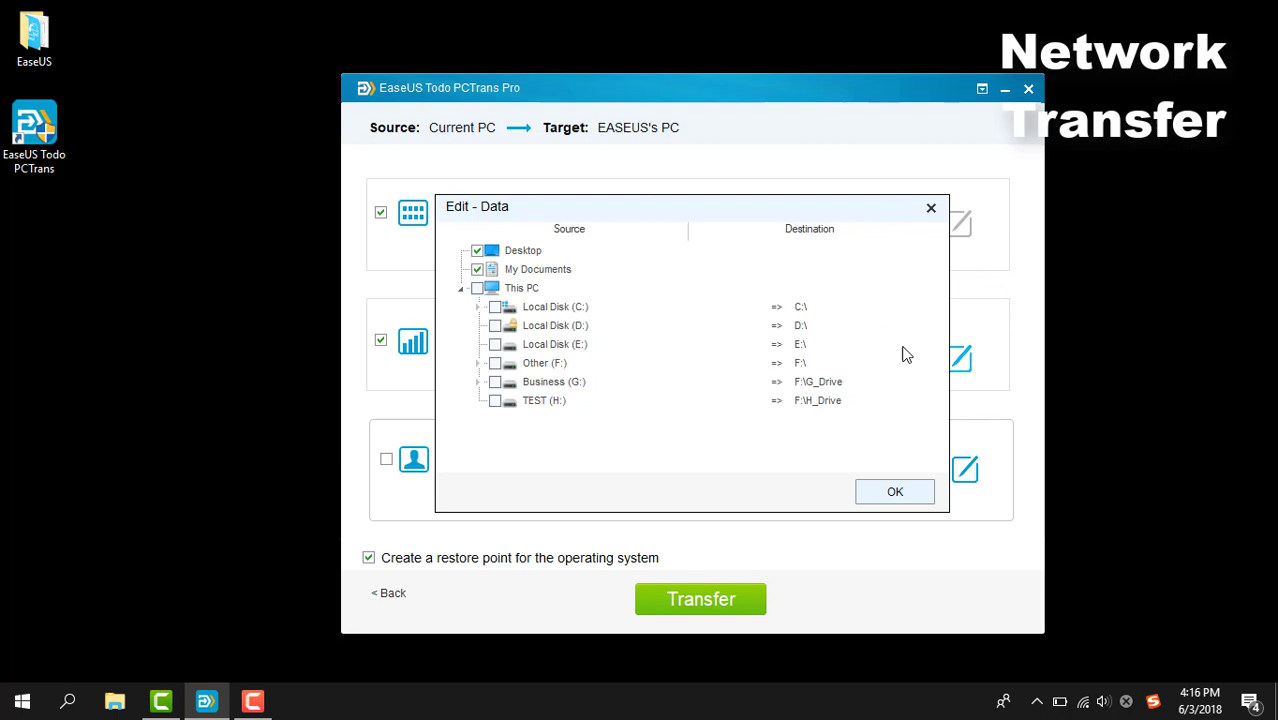 Network
Transfer
EaseUS
EaseUS Todo
PCTrans
EaseUS Todo PCTrans Pro
Source: Current PC Target: EASEUS's PC
Edit - Data
Source Destination
Desktop
My Documents
This PC
Local Disk (C:) => C:\
Local Disk (D:) => D:\
Local Disk (E:) => E:\
Other (F:) => F:\
Business (G:) => F:\G_Drive
TEST (H:) => F:\H_Drive
OK
Create a restore point for the operating system
< Back
Transfer
4:16 PM
6/3/2018
4